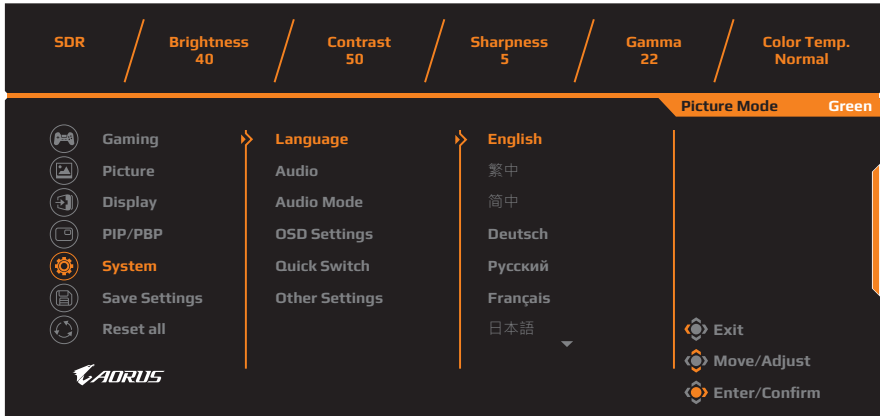 SDR
Brightness
40
Contrast
50
Sharpness
5
Gamma
22
Color Temp.
Normal
Picture Mode Green
Gaming Language English
Picture Audio 繁中
Display Audio Mode 简中
PIP/PBP OSD Settings Deutsch
System Quick Switch Русский
Save Settings Other Settings Français
Reset all 日本語
Exit
Move/Adjust
Enter/Confirm
AORUS